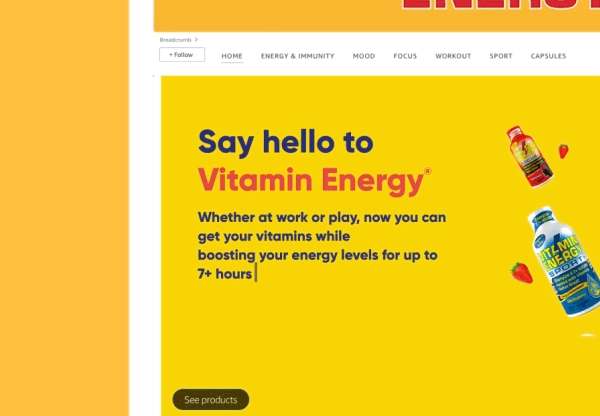 ENERGY
Breadcrumb >
+ Follow
HOME ENERGY & IMMUNITY MOOD FOCUS WORKOUT SPORT CAPSULES
Say hello to
Vitamin Energy®
Whether at work or play, now you can
get your vitamins while
boosting your energy levels for up to
7+ hours
VITAMIN
ENERGY
SPORT
See products